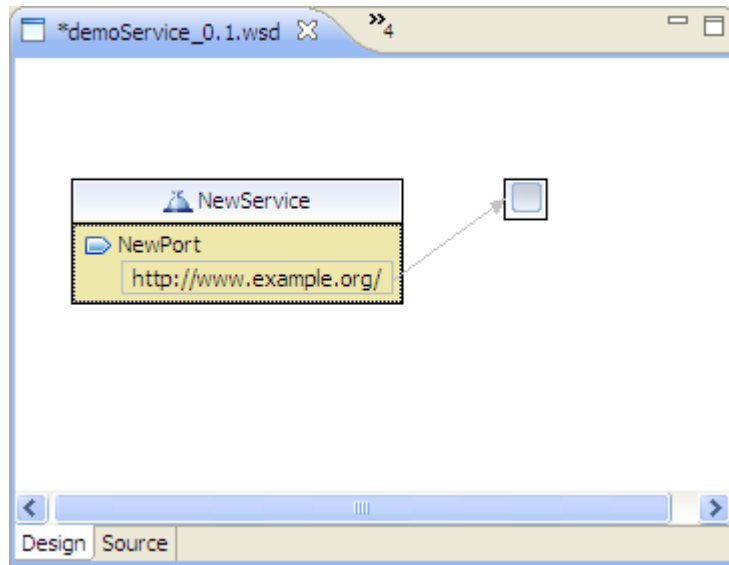 *demoService_0.1.wsd
»4
NewService
NewPort
http://www.example.org/
Design Source